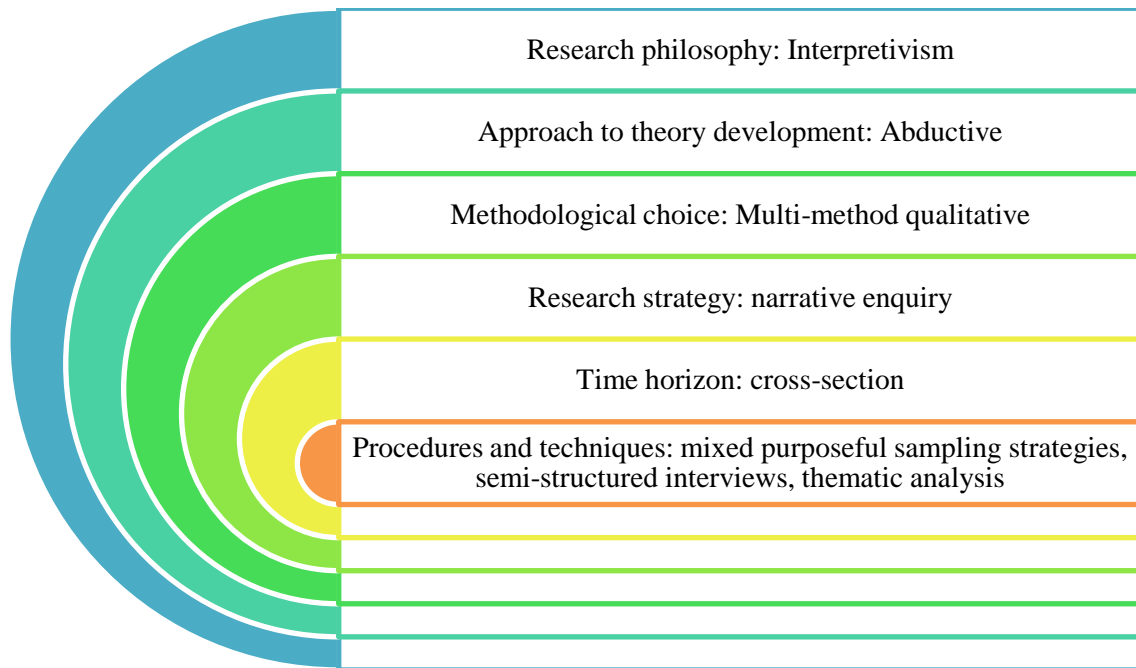 Research philosophy: Interpretivism
Approach to theory development: Abductive
Methodological choice: Multi-method qualitative
Research strategy: narrative enquiry
Time horizon: cross-section
Procedures and techniques: mixed purposeful sampling strategies,
semi-structured interviews, thematic analysis